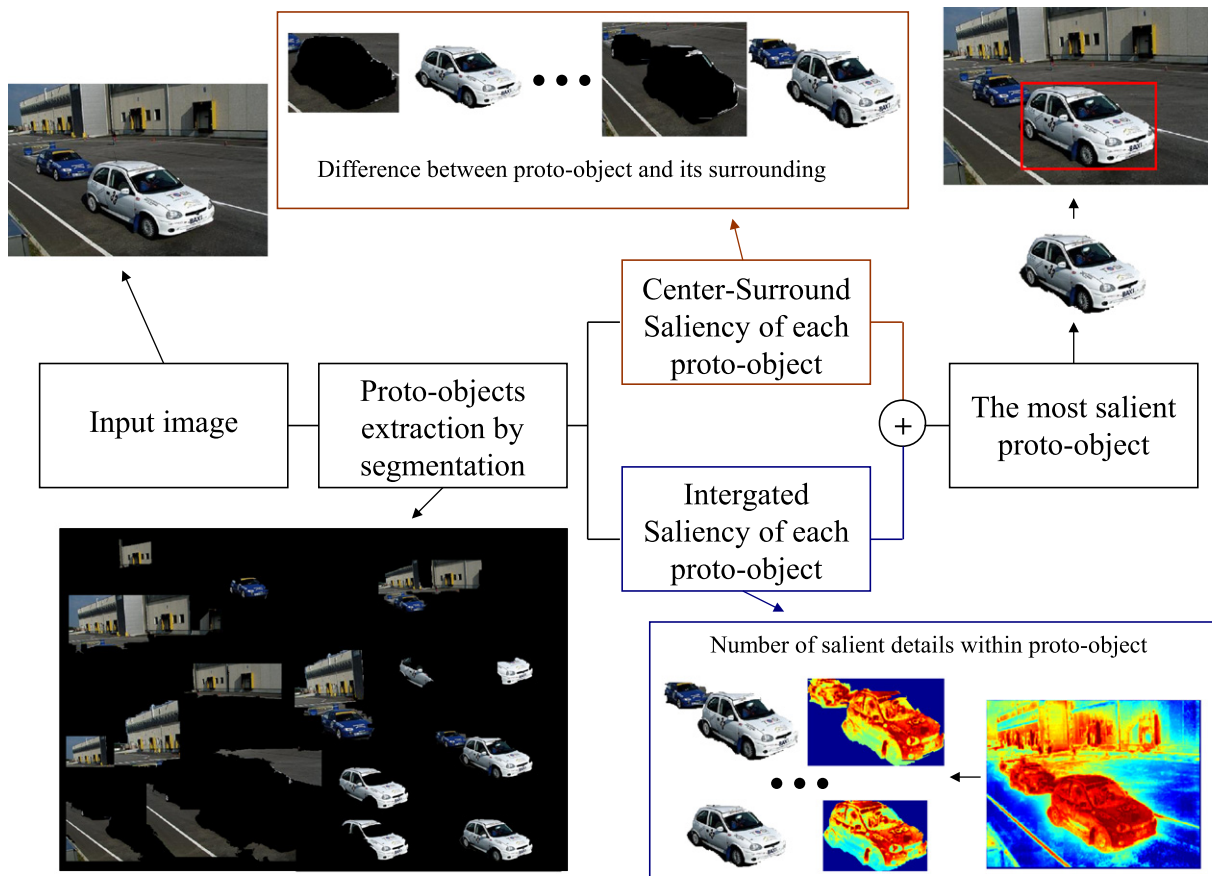 Difference between proto-object and its surrounding
Center-Surround
Saliency of each
proto-object
Input image
Proto-objects
extraction by
segmentation
+
The most salient
proto-object
Intergated
Saliency of each
proto-object
Number of salient details within proto-object